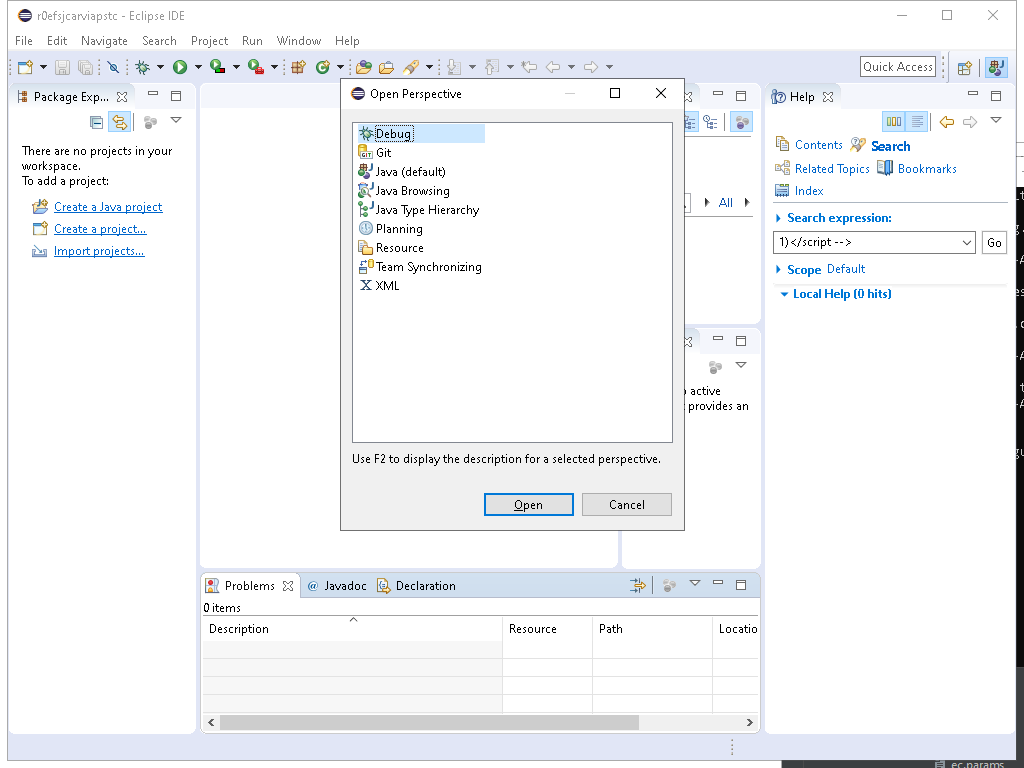 r0efsjcarviapstc - Eclipse IDE
File Edit Navigate Search Project Run Window Help
Quick Access
Package Exp...
There are no projects in your
workspace.
To add a project:
Create a Java project
Create a project...
Import projects...
Open Perspective
Debug
Git
Java (default)
Java Browsing
Java Type Hierarchy
Planning
Resource
Team Synchronizing
XML
Use F2 to display the description for a selected perspective.
Open Cancel
All
active
provides an
Help
Contents Search
Related Topics Bookmarks
Index
Search expression:
1)</script --> Go
Scope Default
Local Help (0 hits)
Problems @ Javadoc Declaration
0 items
Description Resource Path Locatio
ec.params